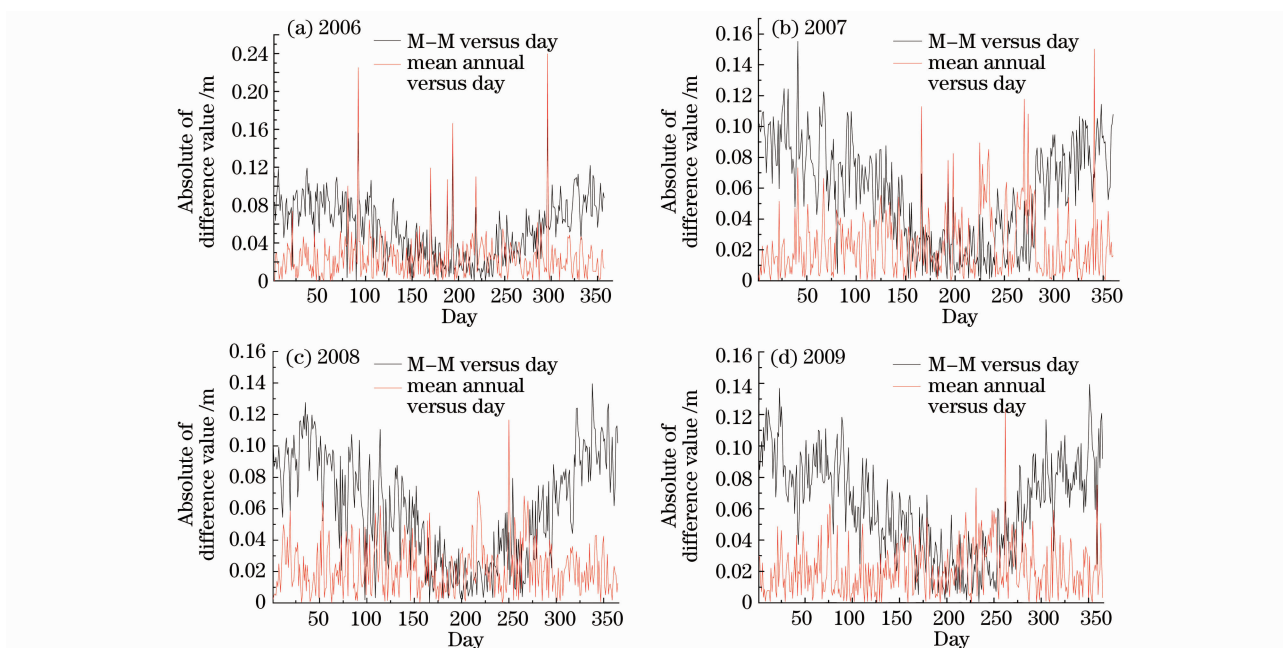 (a) 2006
M−M versus day
mean annual
versus day
Absolute of
difference value /m
0.24
0.20
0.16
0.12
0.08
0.04
0
50 100 150 200 250 300 350
Day
(b) 2007
M−M versus day
mean annual
versus day
Absolute of
difference value /m
0.16
0.14
0.12
0.10
0.08
0.06
0.04
0.02
0
50 100 150 200 250 300 350
Day
(c) 2008
M−M versus day
mean annual
versus day
Absolute of
difference value /m
0.16
0.14
0.12
0.10
0.08
0.06
0.04
0.02
0
50 100 150 200 250 300 350
Day
(d) 2009
M−M versus day
mean annual
versus day
Absolute of
difference value /m
0.16
0.14
0.12
0.10
0.08
0.06
0.04
0.02
0
50 100 150 200 250 300 350
Day